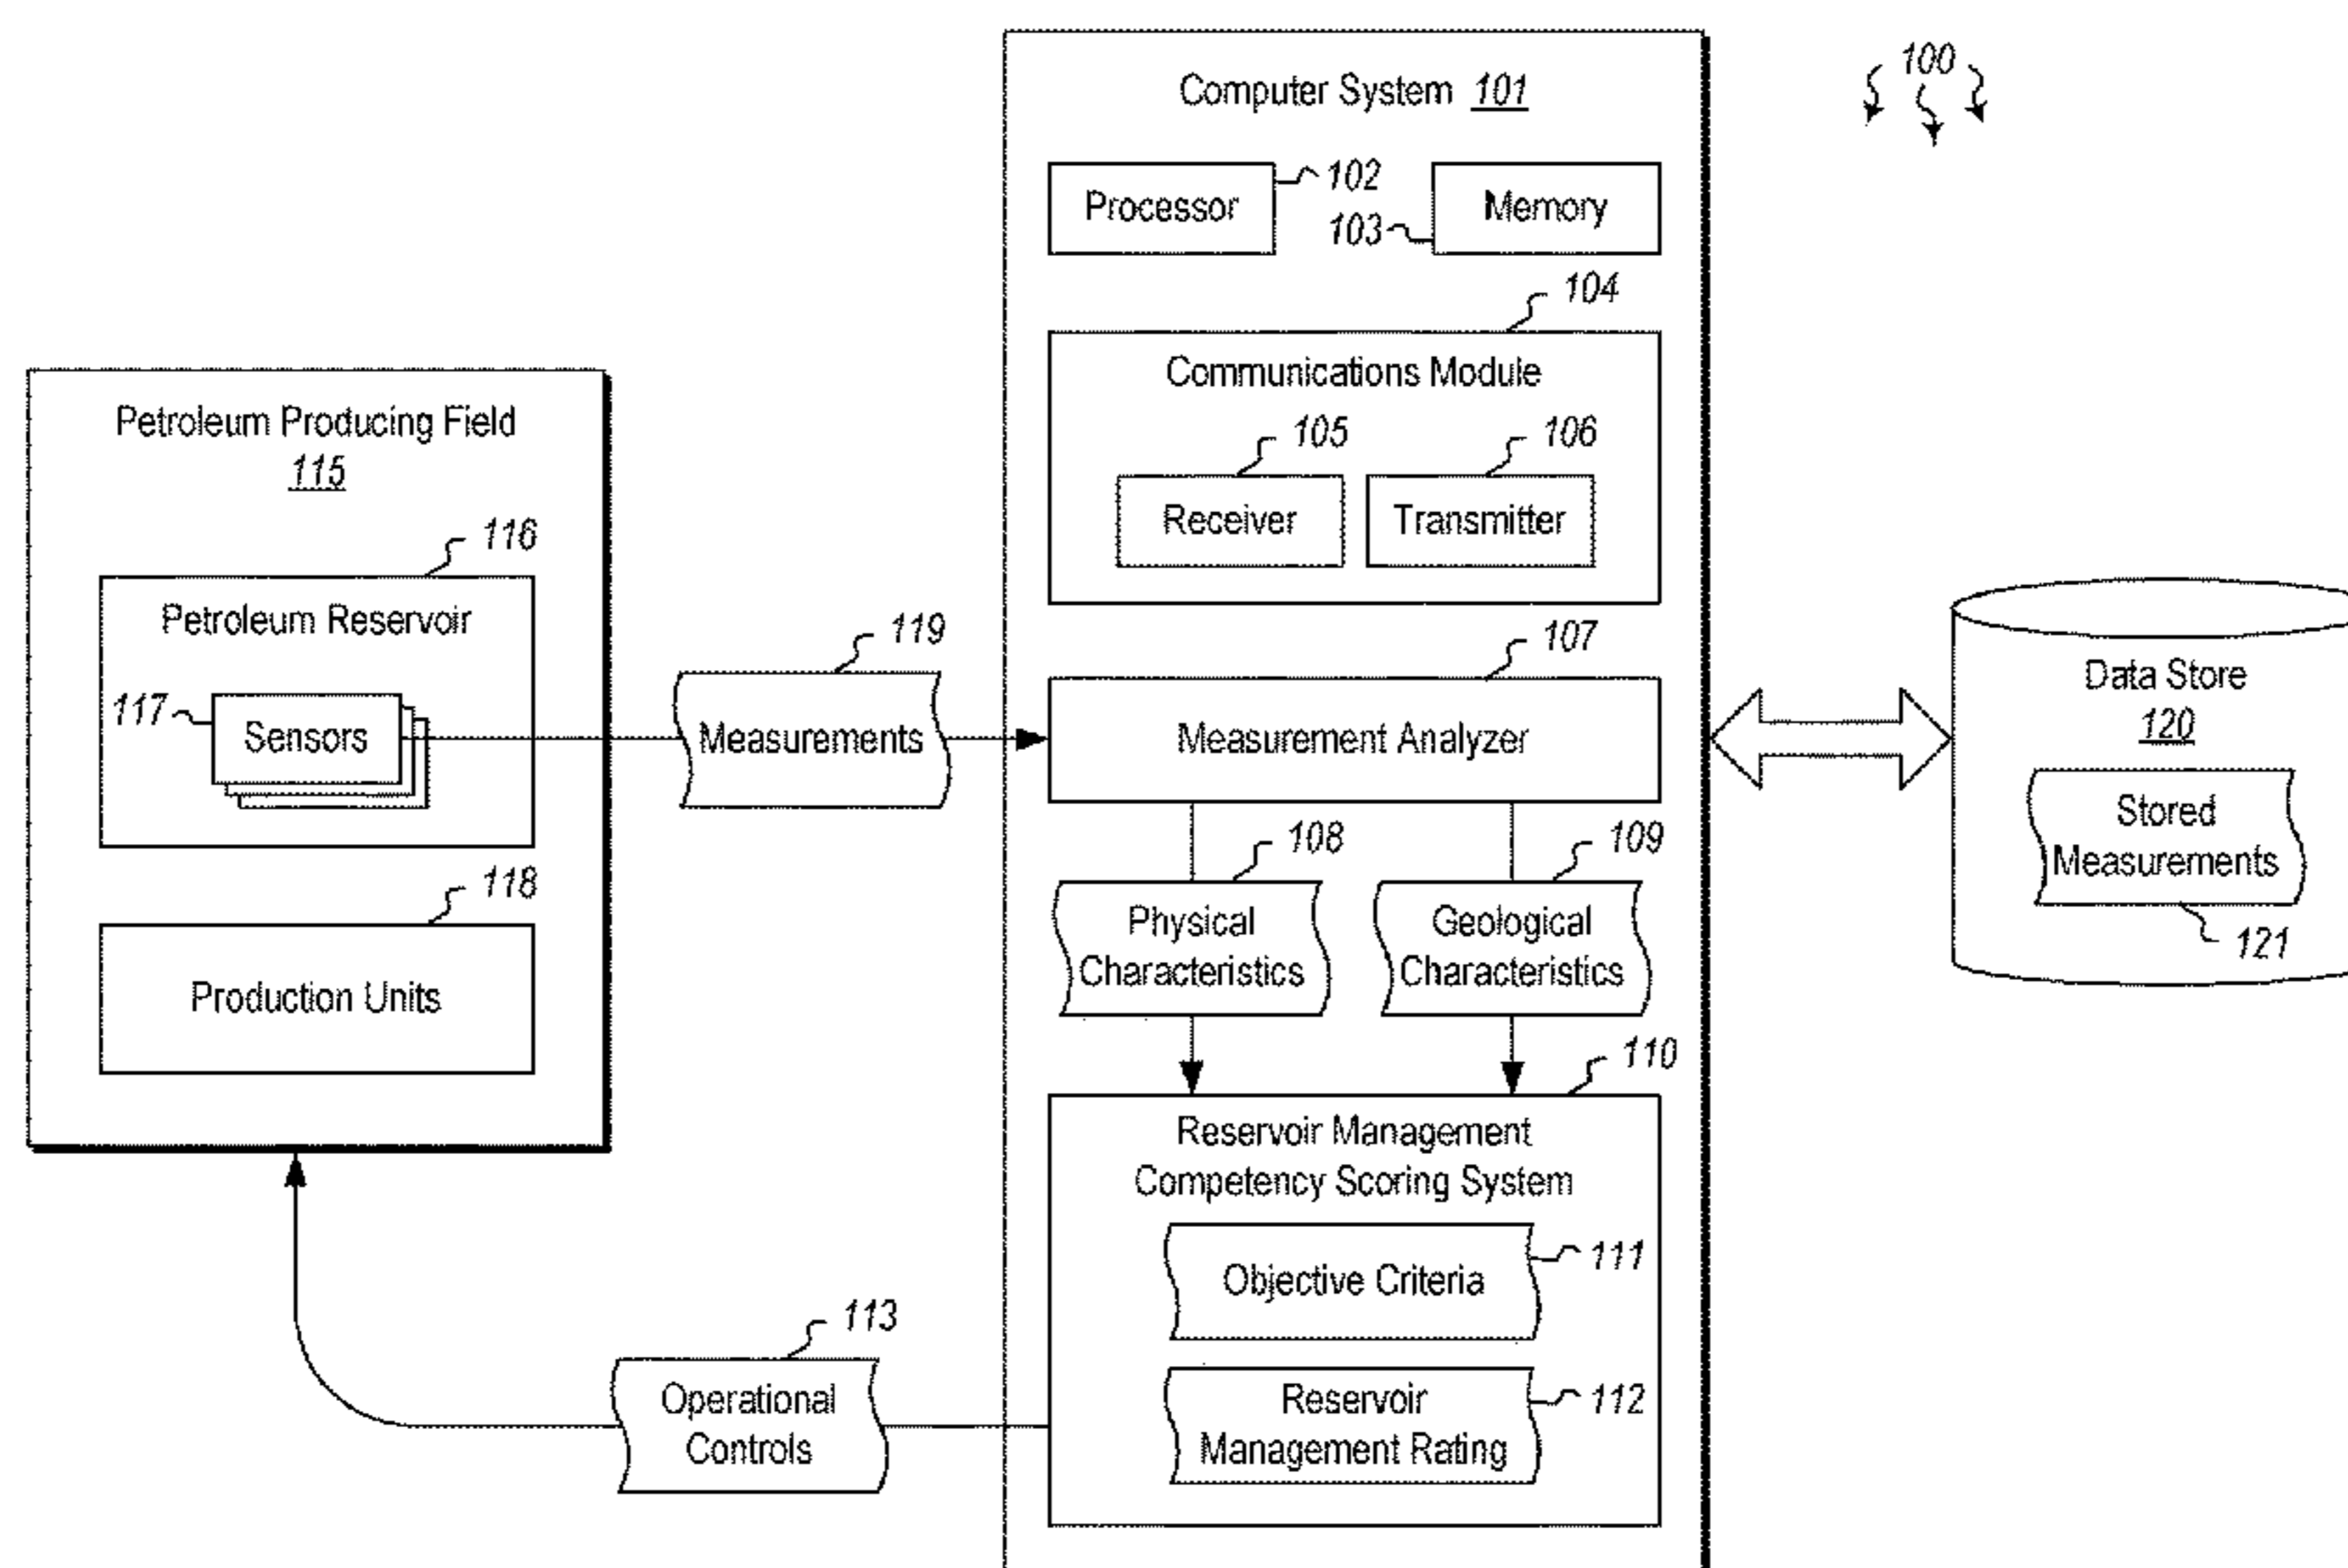 100
Computer System 101
Processor
102
Memory
103
104
Communications Module
105
106
Receiver
Transmitter
Petroleum Producing Field
115
116
Petroleum Reservoir
117
Sensors
118
Production Units
119
Measurements
107
Measurement Analyzer
108
109
Physical
Characteristics
Geological
Characteristics
110
Reservoir Management
Competency Scoring System
Objective Criteria
111
Reservoir
Management Rating
112
113
Operational
Controls
Data Store
120
Stored
Measurements
121